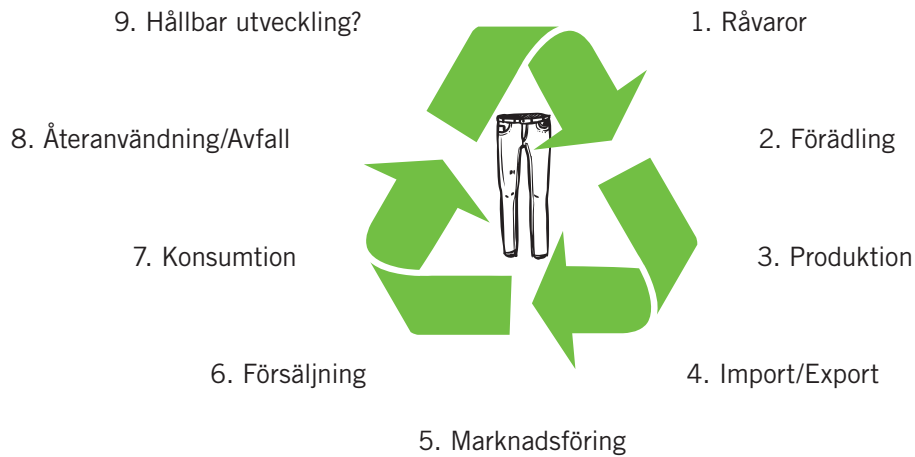 9. Hållbar utveckling?
1. Råvaror
8. Återanvändning/Avfall
2. Förädling
7. Konsumtion
3. Produktion
6. Försäljning
4. Import/Export
5. Marknadsföring